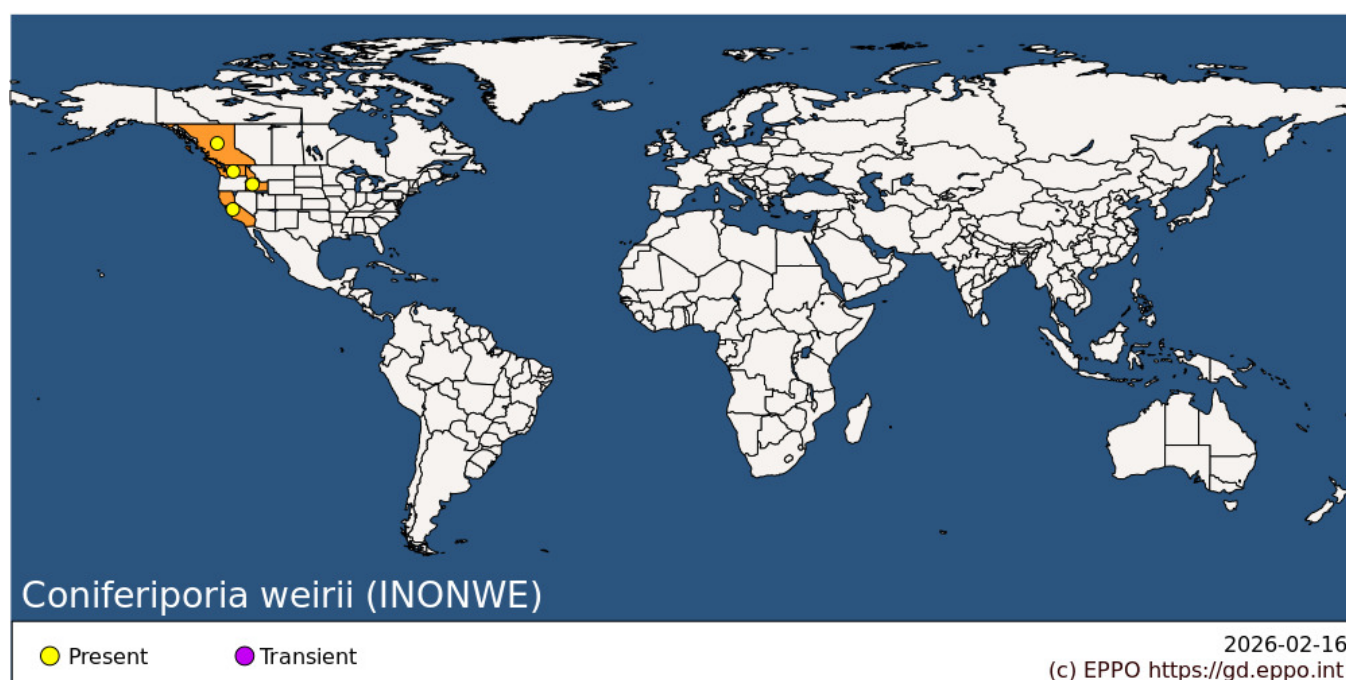 Coniferiporia weirii (INONWE)
Present
Transient
2026-02-16
(c) EPPO https://gd.eppo.int